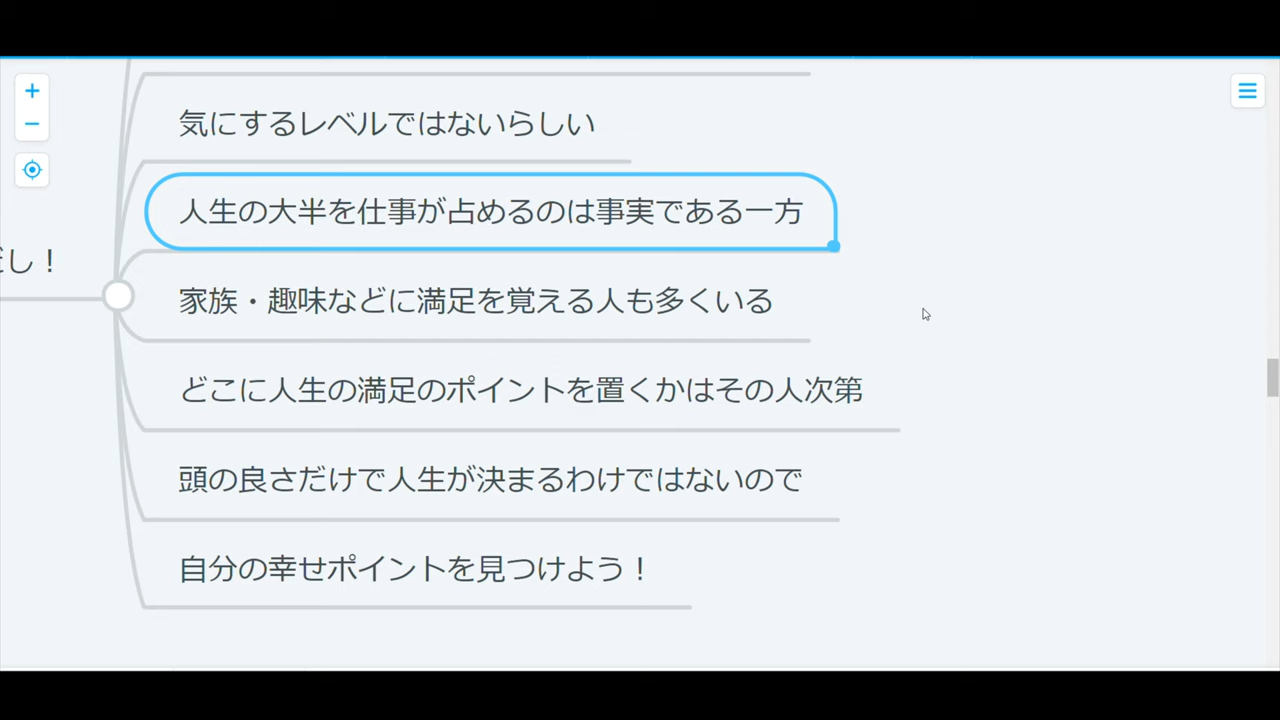 気にするレベルではないらしい
人生の大半を仕事が占めるのは事実である一方
だし！
家族・趣味などに満足を覚える人も多くいる
どこに人生の満足のポイントを置くかはその人次第
頭の良さだけで人生が決まるわけではないので
自分の幸せポイントを見つけよう！